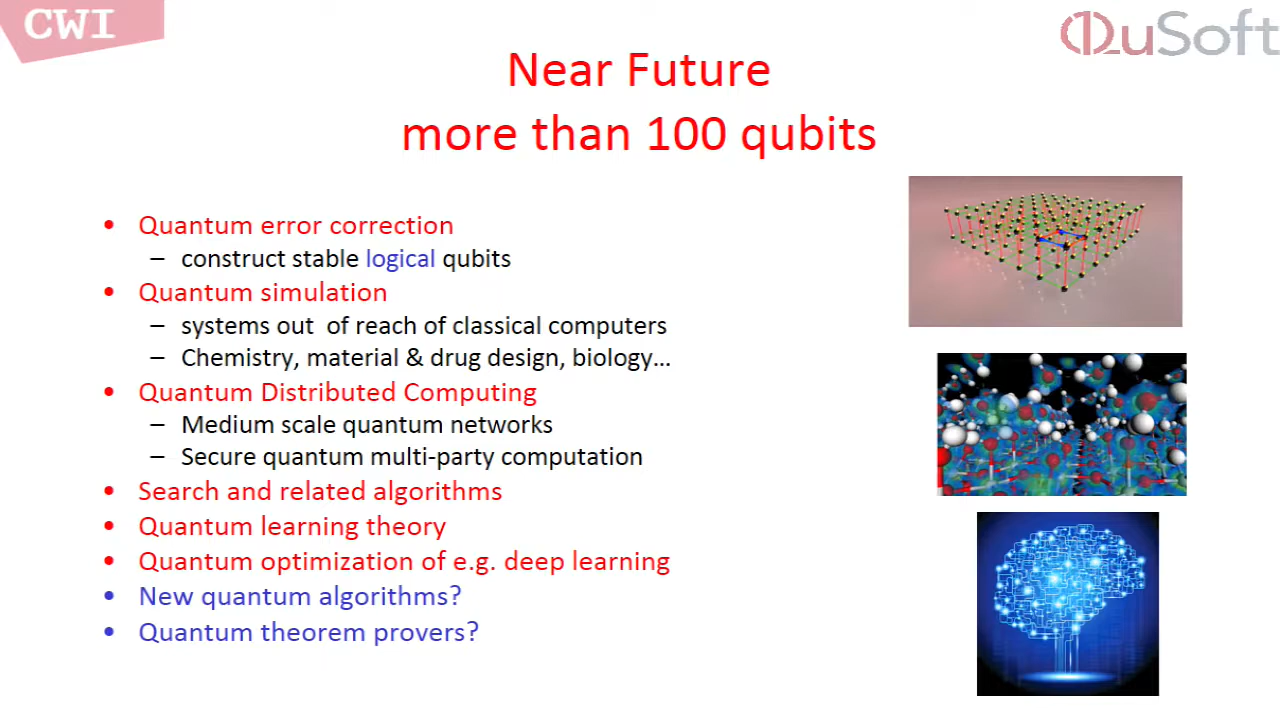 CWI
QuSoft
Near Future
more than 100 qubits
• Quantum error correction
– construct stable logical qubits
• Quantum simulation
– systems out of reach of classical computers
– Chemistry, material & drug design, biology…
• Quantum Distributed Computing
– Medium scale quantum networks
– Secure quantum multi-party computation
• Search and related algorithms
• Quantum learning theory
• Quantum optimization of e.g. deep learning
• New quantum algorithms?
• Quantum theorem provers?